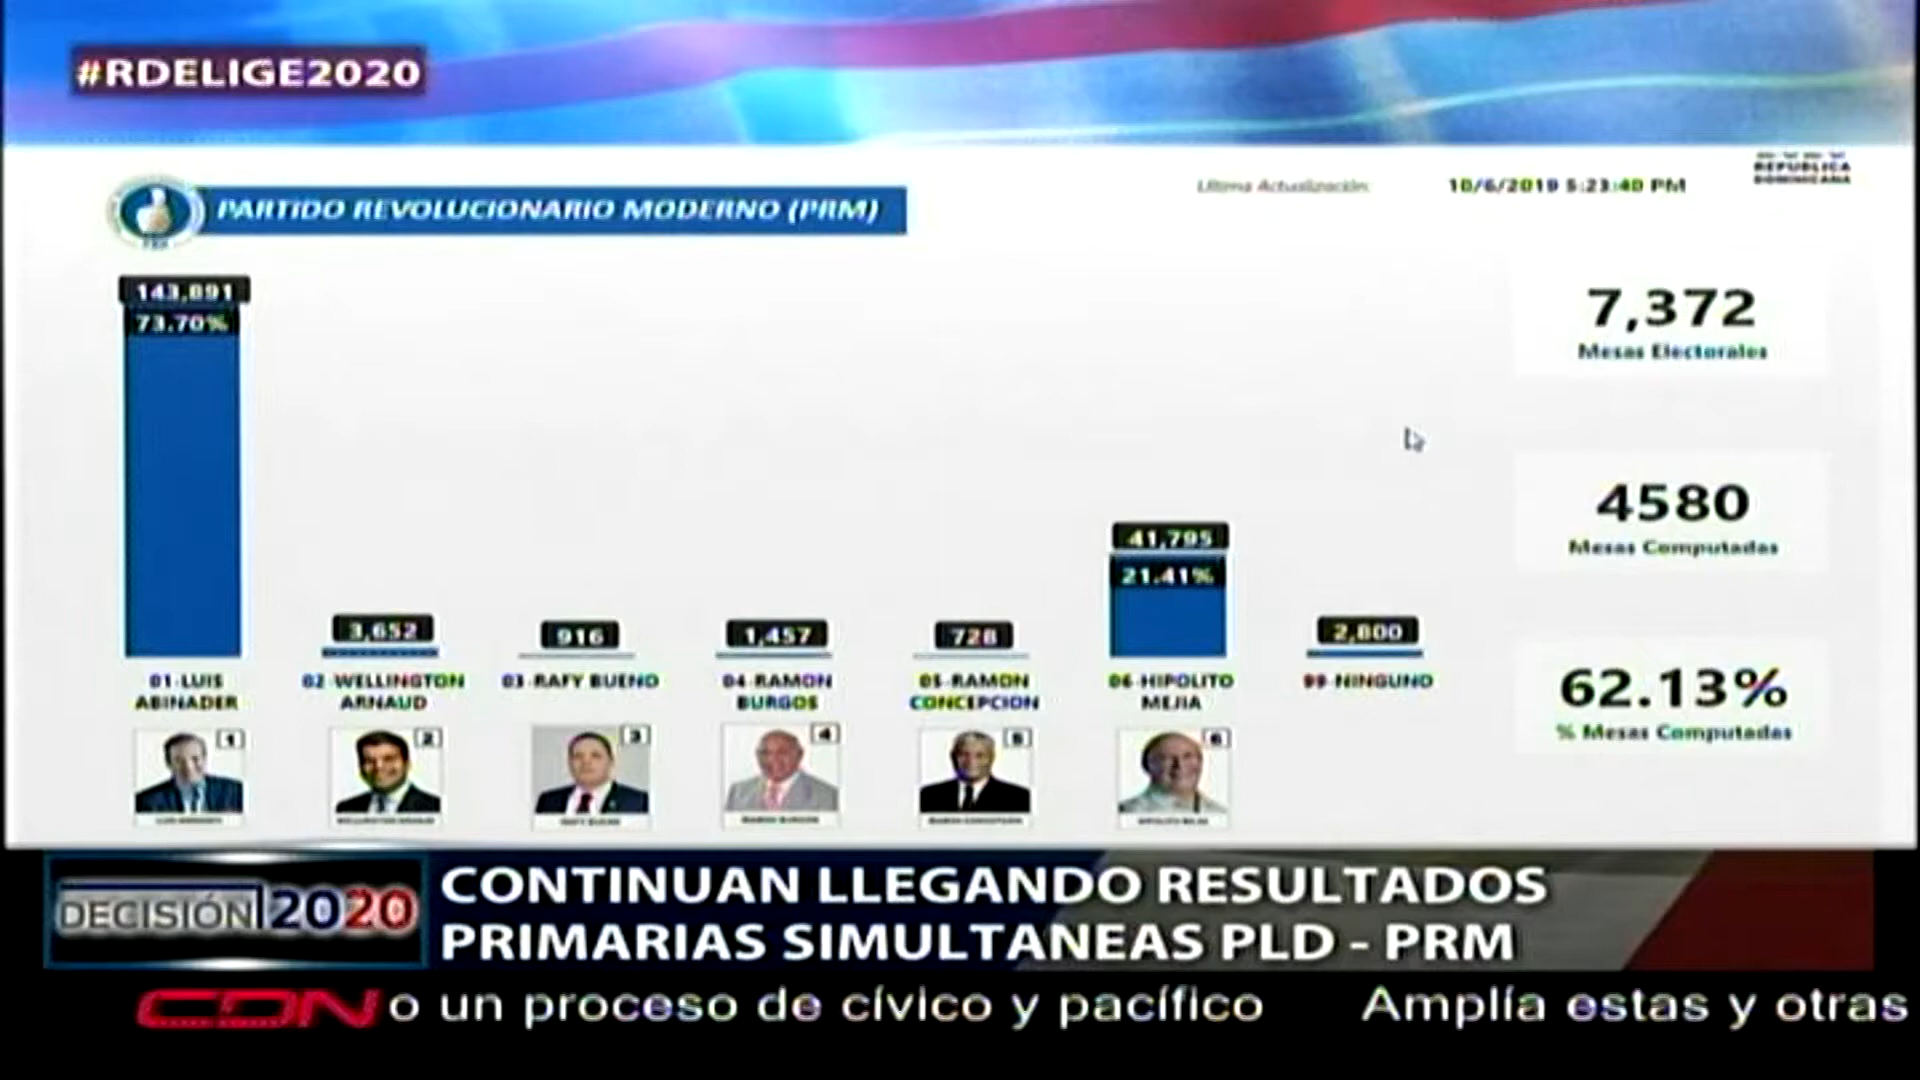 #RDELIGE2020
PARTIDO REVOLUCIONARIO MODERNO (PRM)
Ultima Actualización:
10/6/2019 5:23:40 PM
REPUBLICA
DOMINICANA
143,891
73.70%
3,652
916
1,457
728
41,795
21.41%
2,800
01-LUIS
ABINADER
02-WELLINGTON
ARNAUD
03-RAFY BUENO
04-RAMON
BURGOS
05-RAMON
CONCEPCION
06-HIPOLITO
MEJIA
99-NINGUNO
1
2
3
4
5
6
7,372
Mesas Electorales
4580
Mesas Computadas
62.13%
% Mesas Computadas
DECISIÓN 2020
CONTINUAN LLEGANDO RESULTADOS
PRIMARIAS SIMULTANEAS PLD - PRM
CDN
o un proceso de cívico y pacífico Amplía estas y otras